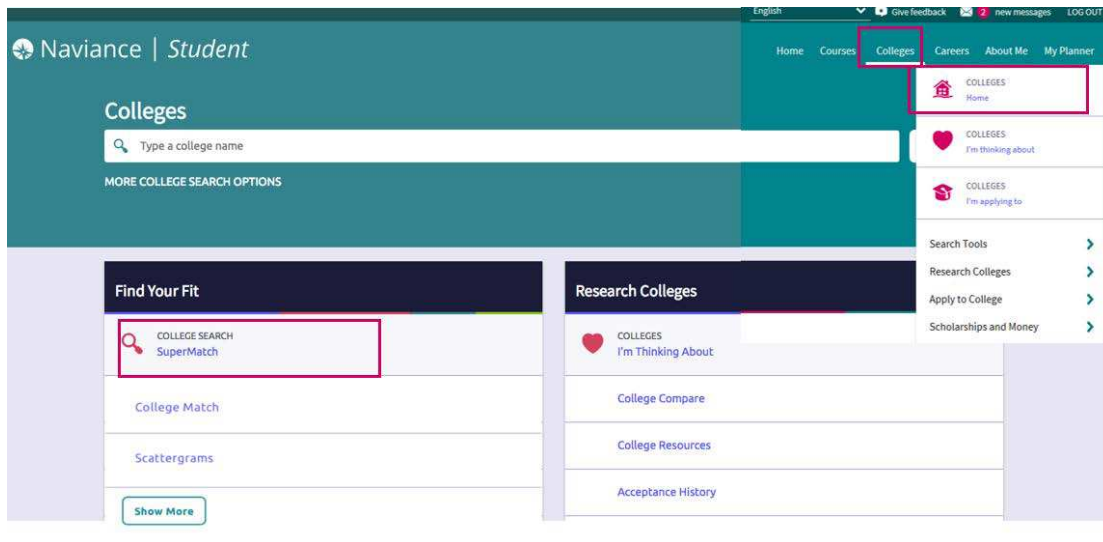 English
Give feedback
2 new messages
LOG OUT
Naviance | Student
Home Courses Colleges Careers About Me My Planner
COLLEGES
Home
COLLEGES
I'm thinking about
COLLEGES
I'm applying to
Search Tools
Research Colleges
Apply to College
Scholarships and Money
Colleges
Type a college name
MORE COLLEGE SEARCH OPTIONS
Find Your Fit
COLLEGE SEARCH
SuperMatch
College Match
Scattergrams
Show More
Research Colleges
COLLEGES
I'm Thinking About
College Compare
College Resources
Acceptance History